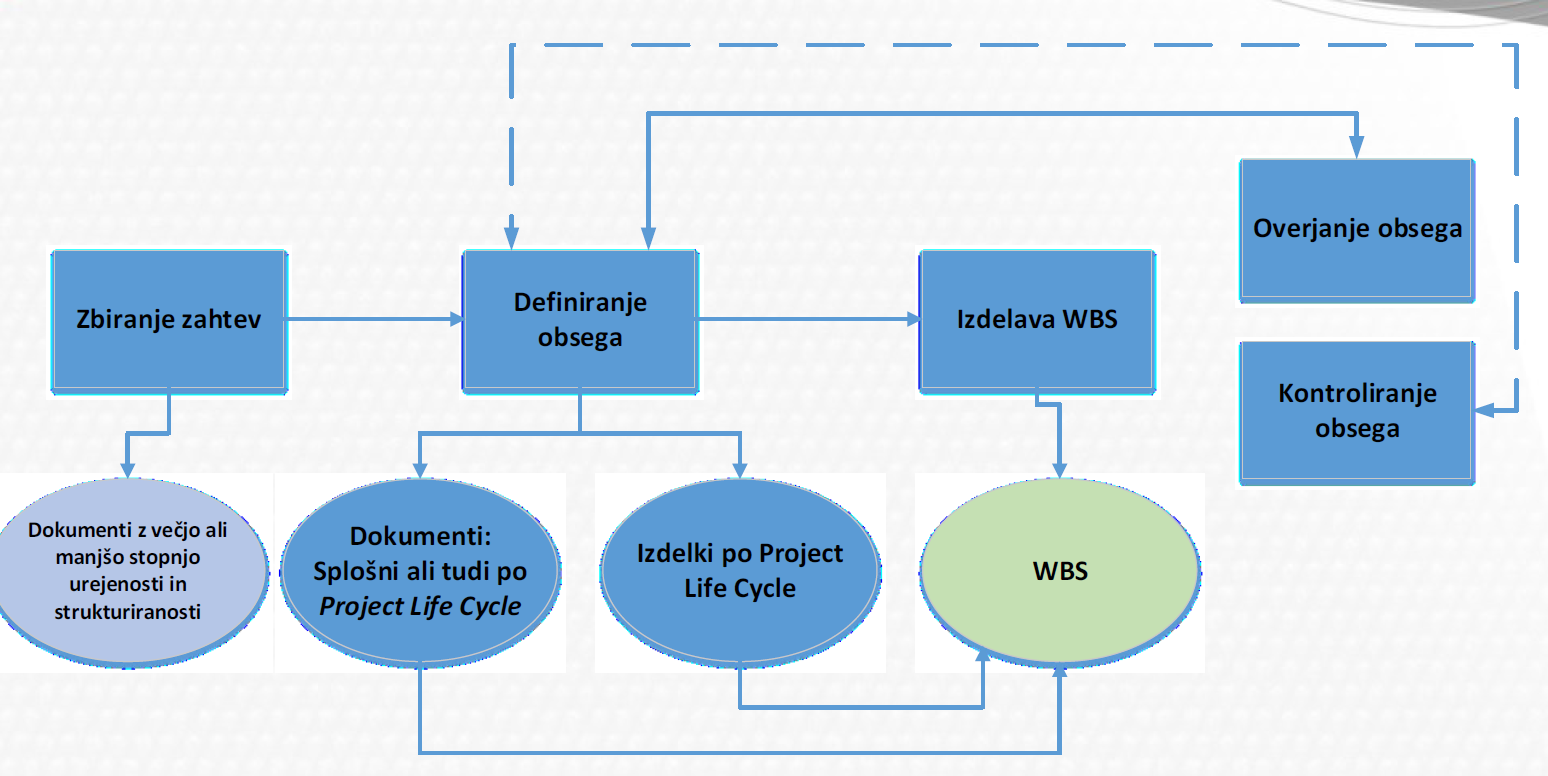 Overjanje obsega
Zbiranje zahtev
Definiranje
obsega
Izdelava WBS
Kontroliranje
obsega
Dokumenti z večjo ali
manjšo stopnjo
urejenosti in
strukturiranosti
Dokumenti:
Splošni ali tudi po
Project Life Cycle
Izdelki po Project
Life Cycle
WBS